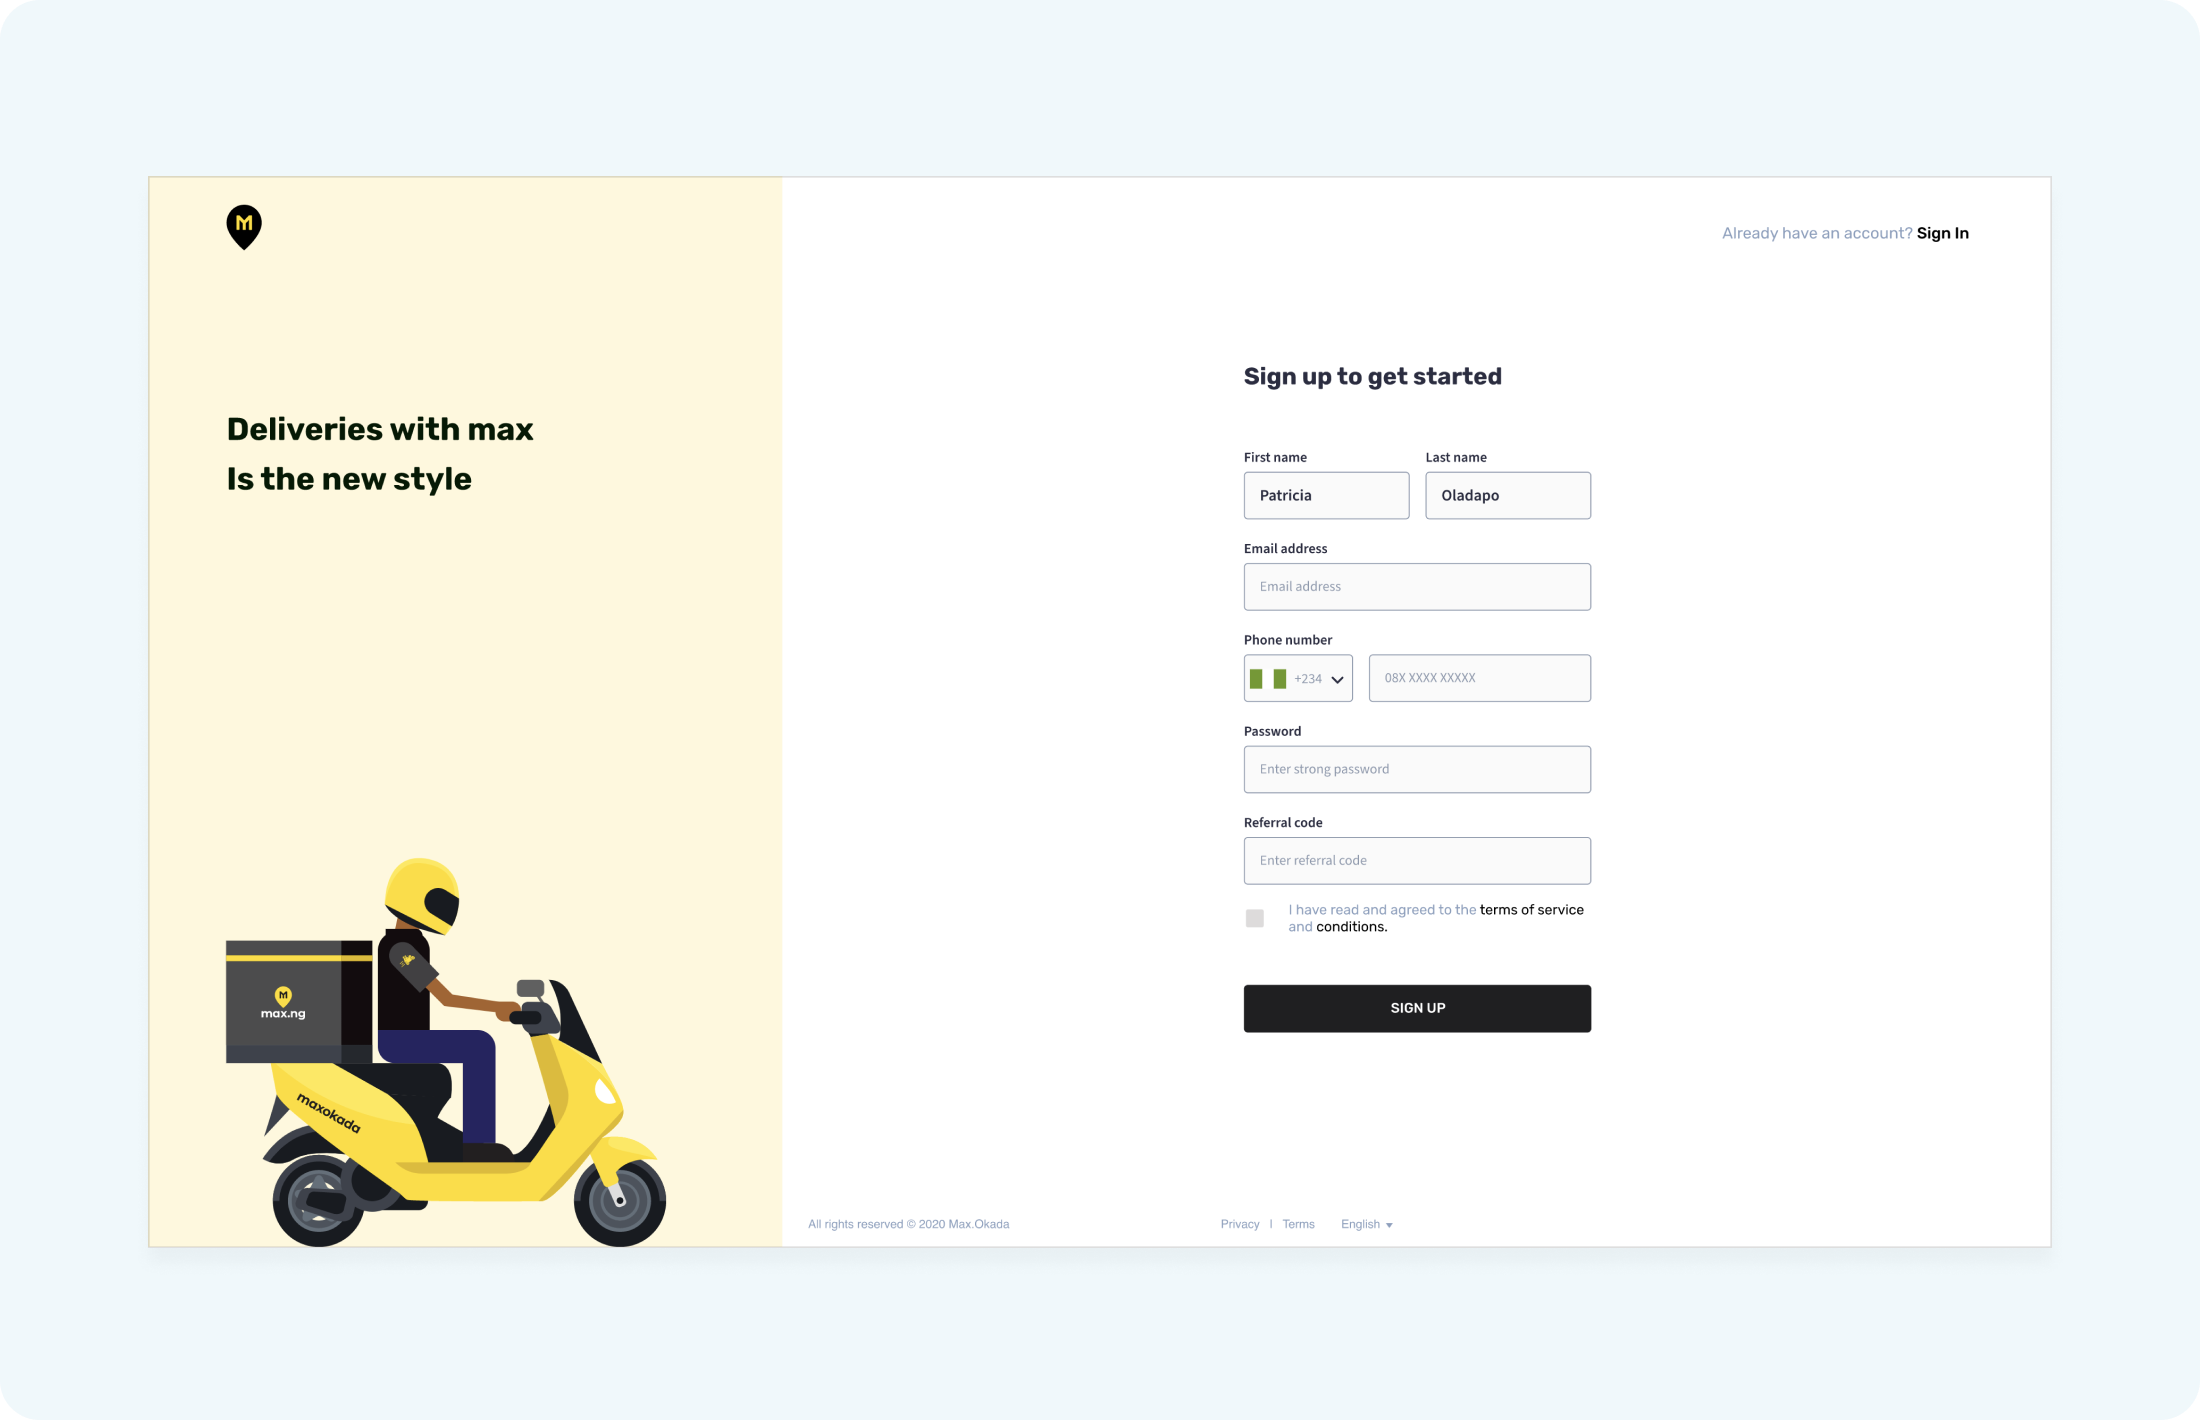 M
Already have an account? Sign In
Deliveries with max
Is the new style
Sign up to get started
First name
Last name
Patricia
Oladapo
Email address
Email address
Phone number
+234
08X XXXX XXXXX
Password
Enter strong password
Referral code
Enter referral code
I have read and agreed to the terms of service
and conditions.
SIGN UP
M
max.ng
maxokada
All rights reserved © 2020 Max.Okada
Privacy | Terms
English